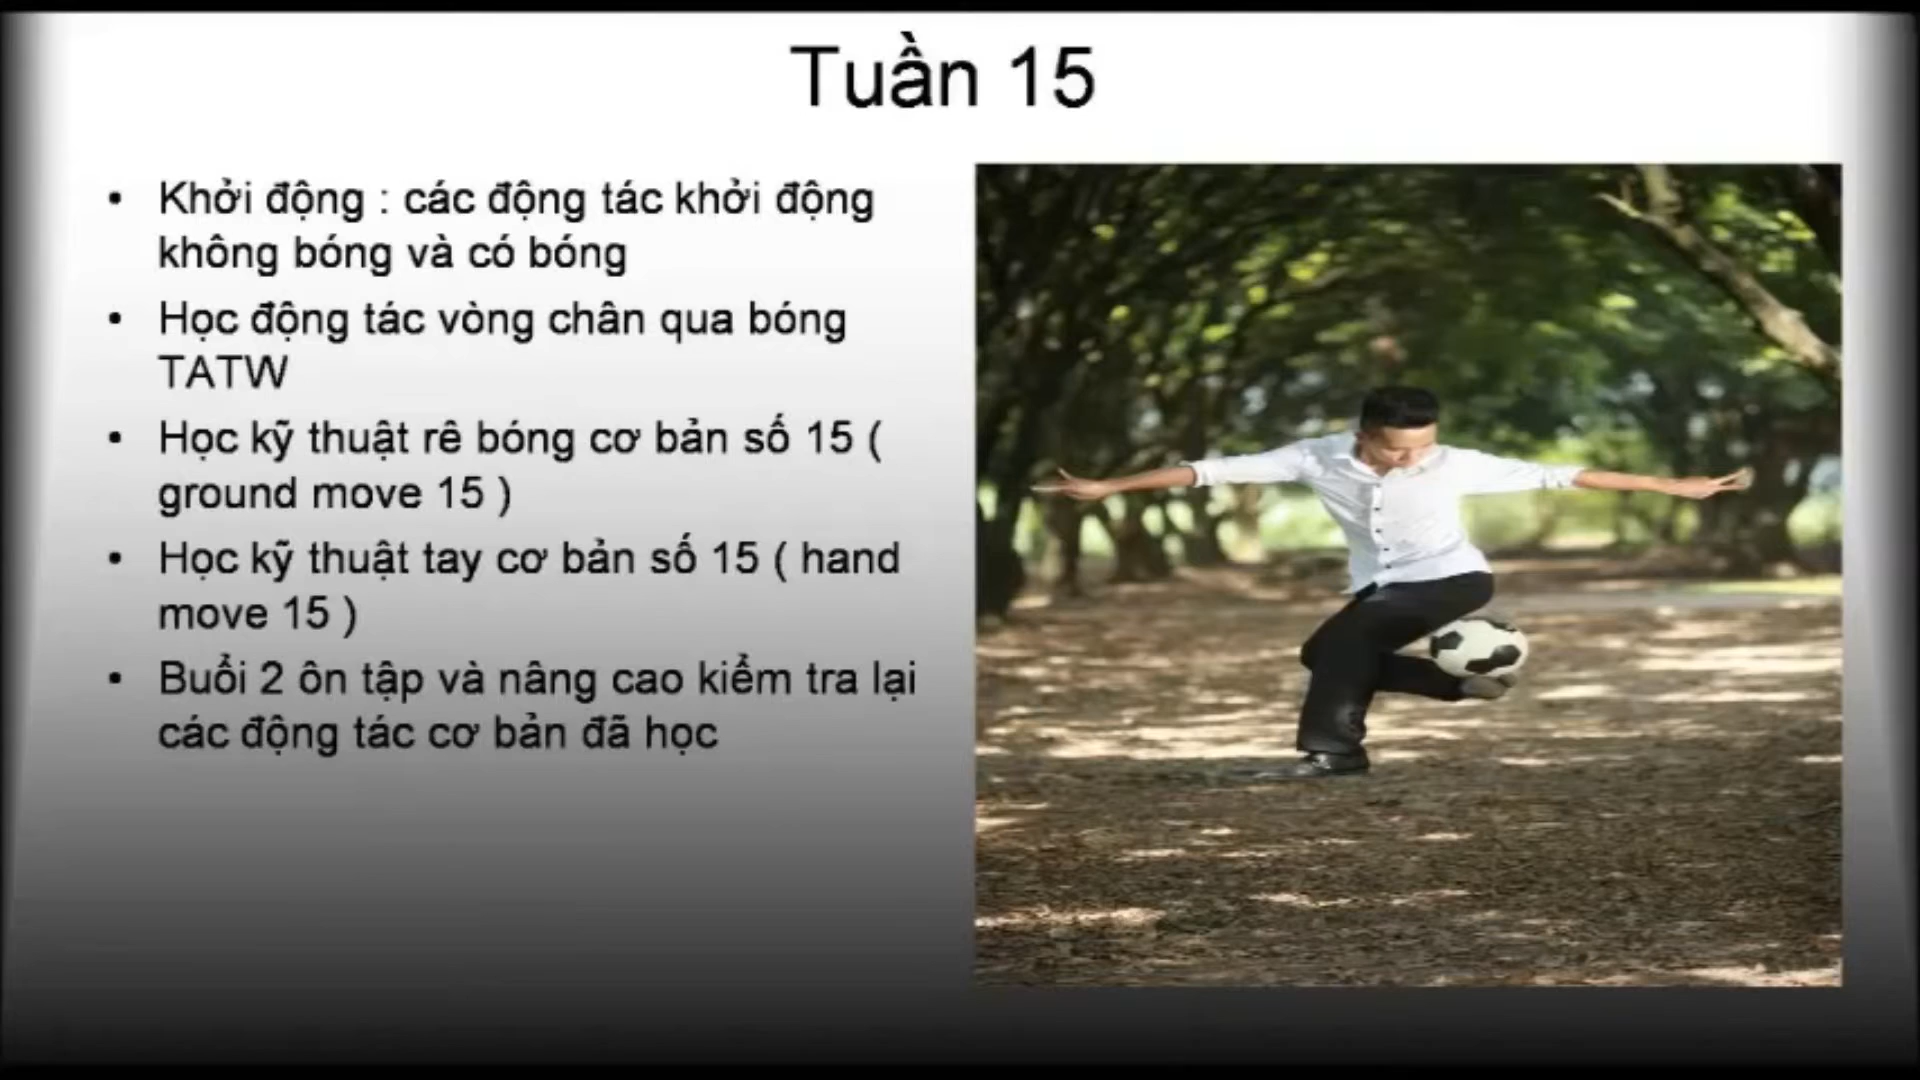 Tuần 15
• Khởi động : các động tác khởi động
không bóng và có bóng
• Học động tác vòng chân qua bóng
TATW
• Học kỹ thuật rê bóng cơ bản số 15 (
ground move 15 )
• Học kỹ thuật tay cơ bản số 15 ( hand
move 15 )
• Buổi 2 ôn tập và nâng cao kiểm tra lại
các động tác cơ bản đã học